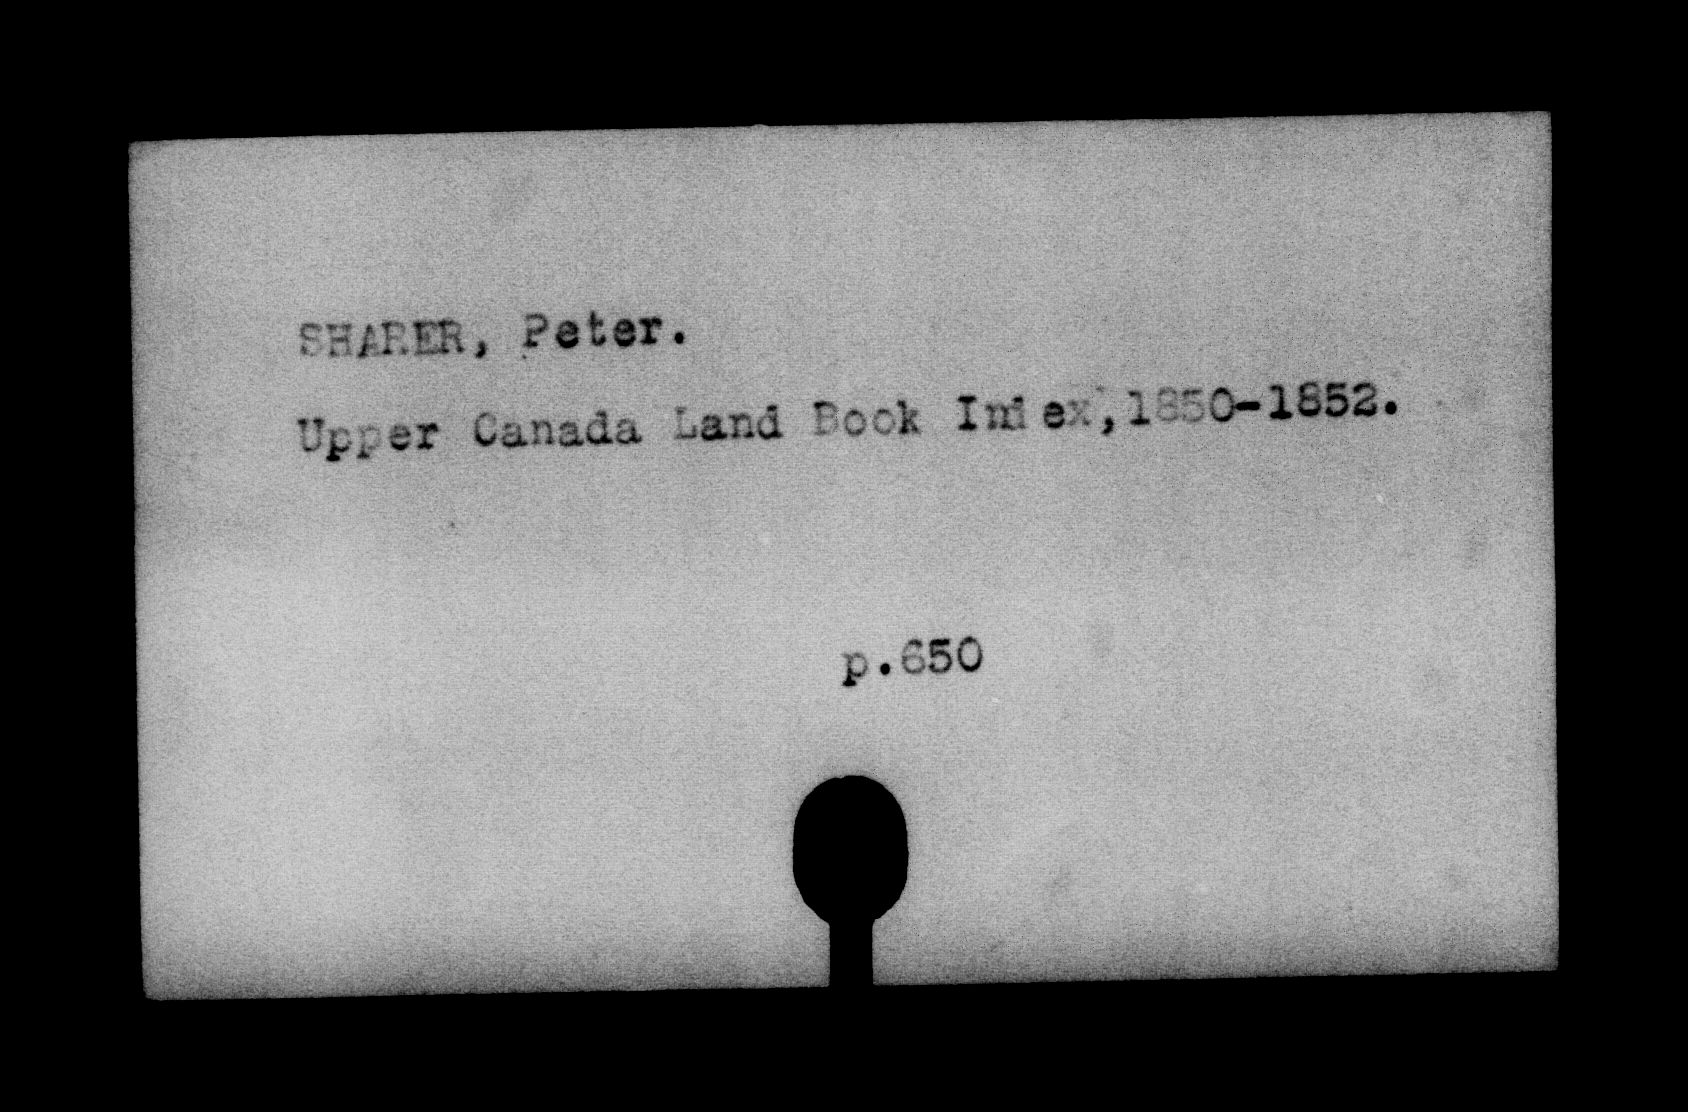 SHARER, Peter.
Upper Canada Land Book Index,1850-1852.
p.650